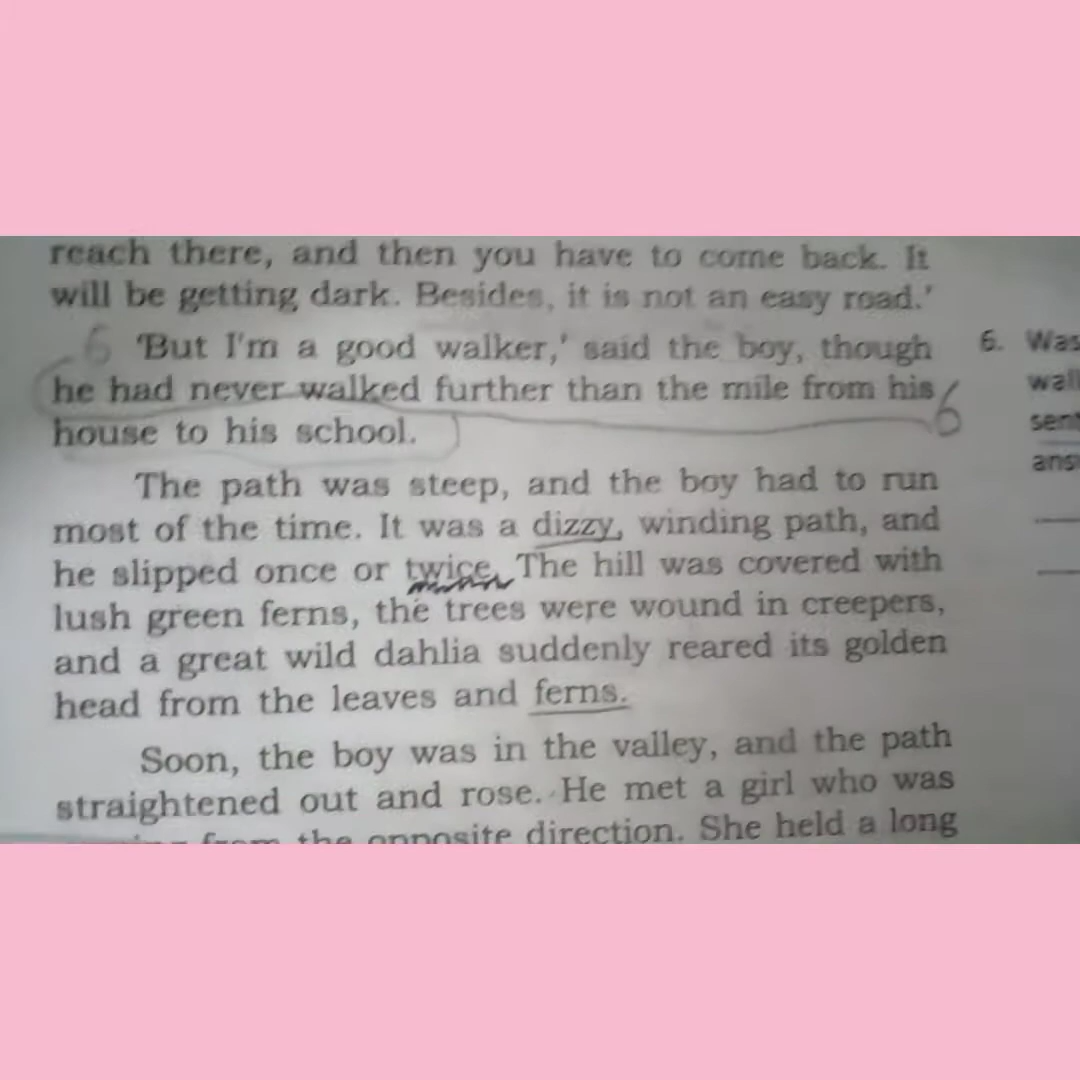 reach there, and then you have to come back. It
will be getting dark. Besides, it is not an easy road.'
6 'But I'm a good walker,' said the boy, though
he had never walked further than the mile from his
house to his school.
6
The path was steep, and the boy had to run
most of the time. It was a dizzy, winding path, and
he slipped once or twice. The hill was covered with
lush green ferns, the trees were wound in creepers,
and a great wild dahlia suddenly reared its golden
head from the leaves and ferns.
Soon, the boy was in the valley, and the path
straightened out and rose. He met a girl who was
from the opposite direction. She held a long
6. Was